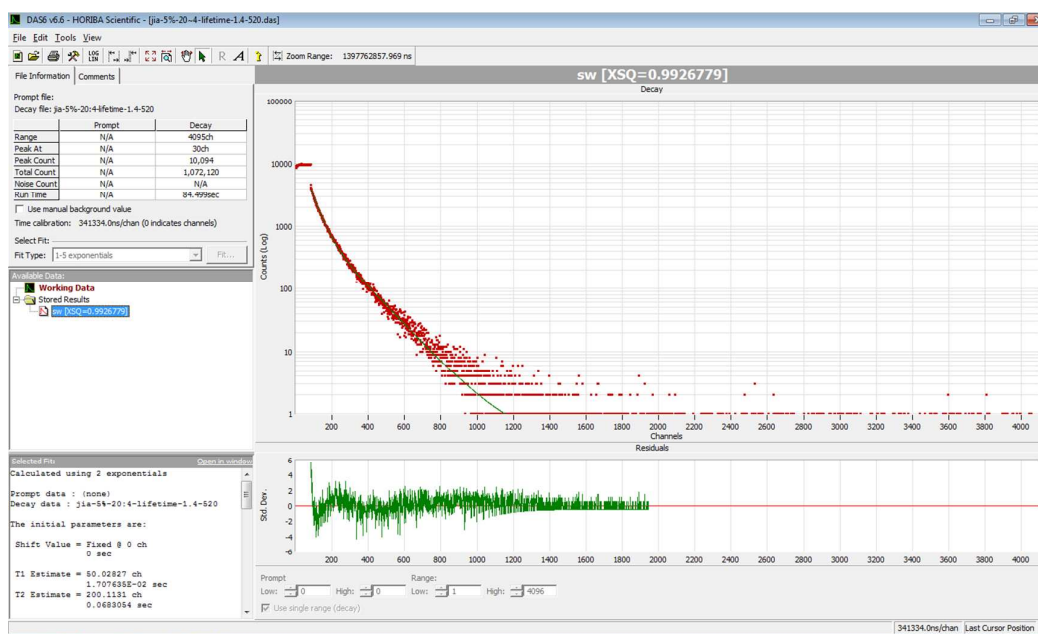 DAS6 v6.6 - HORIBA Scientific - [jia-5%-20~4-lifetime-1.4-520.das]
File Edit Tools View
LOG LIN R A Zoom Range: 1397762857.969 ns
File Information Comments
Prompt file:
Decay file: jia-5%-20:4-lifetime-1.4-520
Prompt Decay
Range N/A 4095ch
Peak At N/A 30ch
Peak Count N/A 10,094
Total Count N/A 1,072,120
Noise Count N/A N/A
Run Time N/A 84.499sec
Use manual background value
Time calibration: 341334.0ns/chan (0 indicates channels)
Select Fit:
Fit Type: 1-5 exponentials Fit...
Available Data:
Working Data
Stored Results
sw [XSQ=0.9926779]
Selected Fit: Open in window
Calculated using 2 exponentials
Prompt data : (none)
Decay data : jia-5%-20:4-lifetime-1.4-520
The initial parameters are:
Shift Value = Fixed @ 0 ch
0 sec
T1 Estimate = 50.02827 ch
1.707635E-02 sec
T2 Estimate = 200.1131 ch
0.0683054 sec
sw [XSQ=0.9926779]
Decay
Counts (Log)
100000
10000
1000
100
10
1
200 400 600 800 1000 1200 1400 1600 1800 2000 2200 2400 2600 2800 3000 3200 3400 3600 3800 4000
Channels
Residuals
Std. Dev.
6
4
2
0
-2
-4
-6
200 400 600 800 1000 1200 1400 1600 1800 2000 2200 2400 2600 2800 3000 3200 3400 3600 3800 4000
Prompt Range:
Low: 0 High: 0 Low: 1 High: 4096
Use single range (decay)
341334.0ns/chan Last Cursor Position